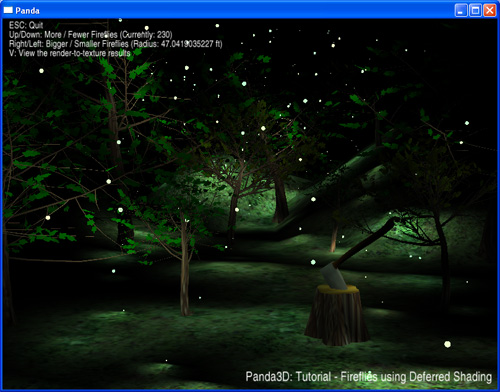 Panda
ESC: Quit
Up/Down: More / Fewer Fireflies (Currently: 230)
Right/Left: Bigger / Smaller Fireflies (Radius: 47.0419035227 ft)
V: View the render-to-texture results
Panda3D: Tutorial - Fireflies using Deferred Shading